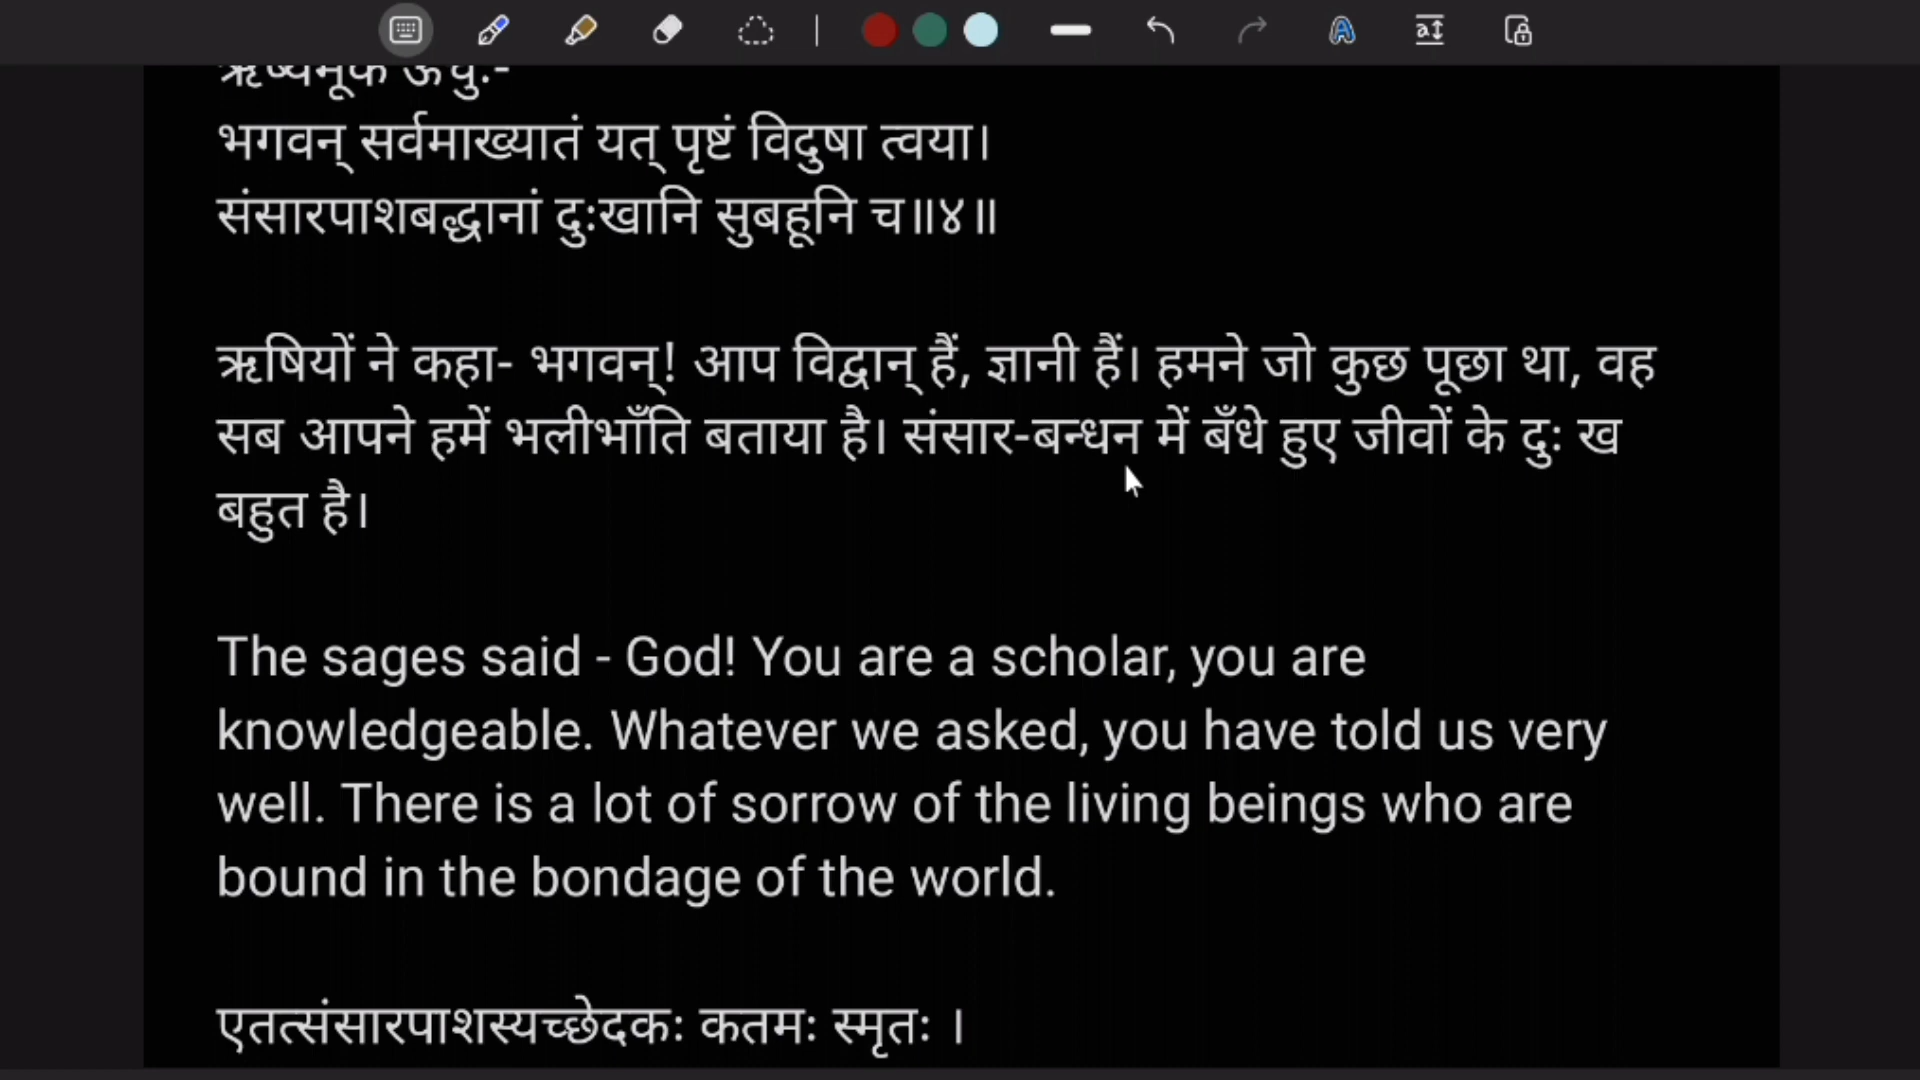 भगवन् सर्वमाख्यातं यत् पृष्टं विदुषा त्वया।
संसारपाशबद्धानां दुःखानि सुबहूनि च॥४॥
ऋषियों ने कहा- भगवन्! आप विद्वान् हैं, ज्ञानी हैं। हमने जो कुछ पूछा था, वह
सब आपने हमें भलीभाँति बताया है। संसार-बन्धन में बँधे हुए जीवों के दुः ख
बहुत है।
The sages said - God! You are a scholar, you are
knowledgeable. Whatever we asked, you have told us very
well. There is a lot of sorrow of the living beings who are
bound in the bondage of the world.
एतत्संसारपाशस्यच्छेदकः कतमः स्मृतः ।